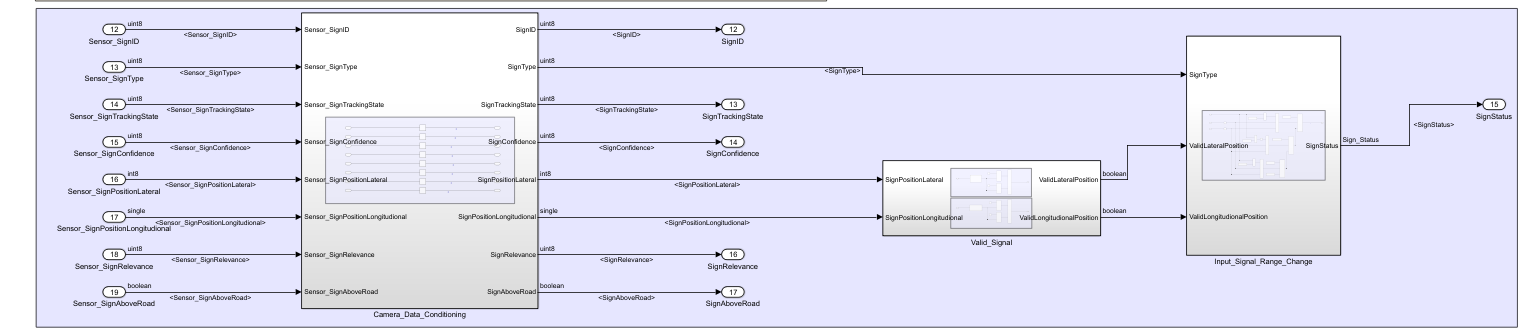 12 uint8 <Sensor_SignID> Sensor_SignID SignID uint8 <SignID> 12
Sensor_SignID SignID
13 uint8 <Sensor_SignType> Sensor_SignType SignType uint8 <SignType> SignType
Sensor_SignType
14 uint8 <Sensor_SignTrackingState> Sensor_SignTrackingState SignTrackingState uint8 <SignTrackingState> 13
Sensor_SignTrackingState SignTrackingState
15 SignStatus
15 uint8 <Sensor_SignConfidence> Sensor_SignConfidence SignConfidence uint8 <SignConfidence> 14
Sensor_SignConfidence SignConfidence
ValidLateralPosition SignStatus Sign_Status <SignStatus>
16 int8 <Sensor_SignPositionLateral> Sensor_SignPositionLateral SignPositionLateral int8 <SignPositionLateral> SignPositionLateral ValidLateralPosition boolean
Sensor_SignPositionLateral
17 single <Sensor_SignPositionLongitudional> Sensor_SignPositionLongitudional SignPositionLongitudional single <SignPositionLongitudional> SignPositionLongitudional ValidLongitudionalPosition boolean ValidLongitudionalPosition
Sensor_SignPositionLongitudional
Valid_Signal
18 uint8 <Sensor_SignRelevance> Sensor_SignRelevance SignRelevance uint8 <SignRelevance> 16
Sensor_SignRelevance SignRelevance
Input_Signal_Range_Change
19 boolean <Sensor_SignAboveRoad> Sensor_SignAboveRoad SignAboveRoad boolean <SignAboveRoad> 17
Sensor_SignAboveRoad SignAboveRoad
Camera_Data_Conditioning